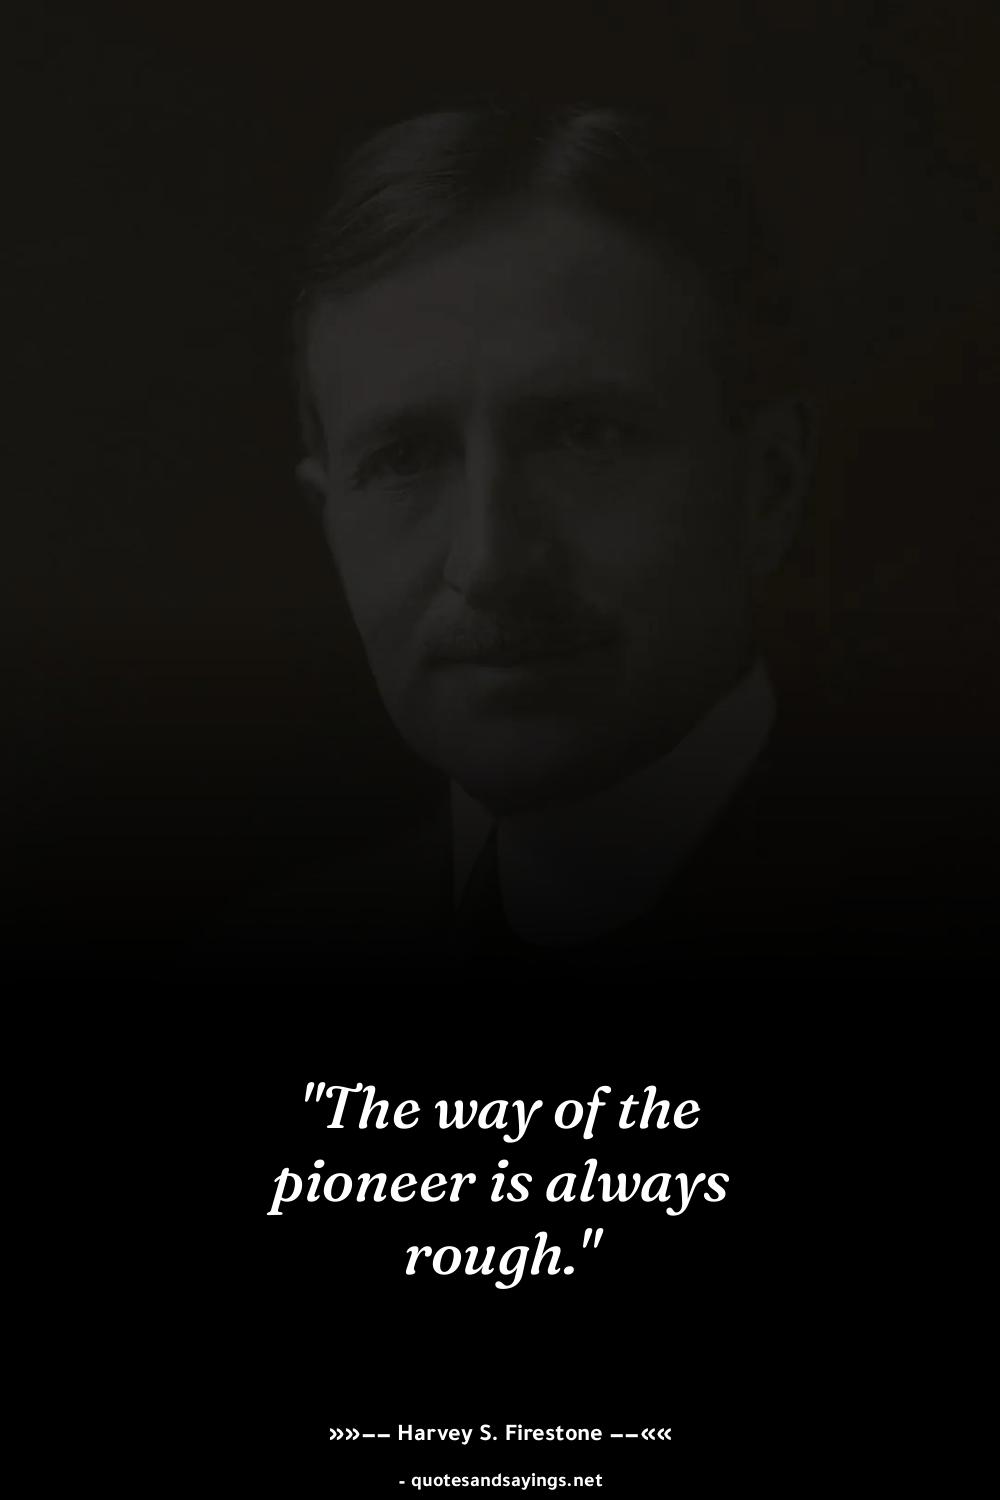 "The way of the
pioneer is always
rough."
»»–– Harvey S. Firestone ––««
- quotesandsayings.net